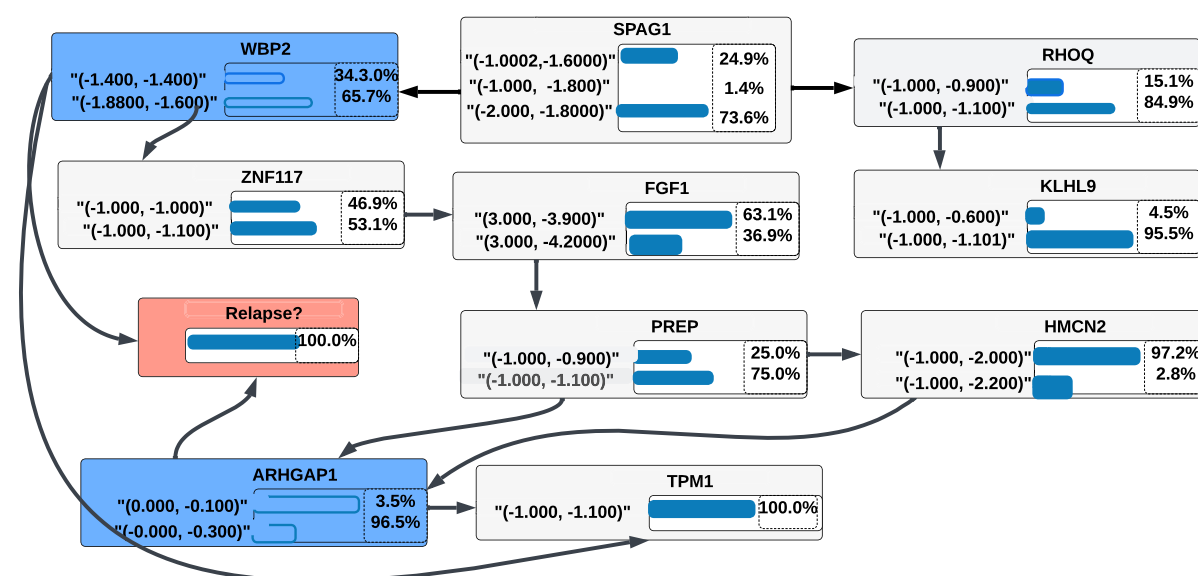 SPAG1
"(-1.0002,-1.6000)" 24.9%
"(-1.000, -1.800)" 1.4%
"(-2.000, -1.8000)" 73.6%
WBP2
"(-1.400, -1.400)" 34.3.0%
"(-1.8800, -1.600)" 65.7%
RHOQ
"(-1.000, -0.900)" 15.1%
"(-1.000, -1.100)" 84.9%
ZNF117
"(-1.000, -1.000)" 46.9%
"(-1.000, -1.100)" 53.1%
FGF1
"(3.000, -3.900)" 63.1%
"(3.000, -4.2000)" 36.9%
KLHL9
"(-1.000, -0.600)" 4.5%
"(-1.000, -1.101)" 95.5%
Relapse?
100.0%
PREP
"(-1.000, -0.900)" 25.0%
"(-1.000, -1.100)" 75.0%
HMCN2
"(-1.000, -2.000)" 97.2%
"(-1.000, -2.200)" 2.8%
ARHGAP1
"(0.000, -0.100)" 3.5%
"(-0.000, -0.300)" 96.5%
TPM1
"(-1.000, -1.100)" 100.0%